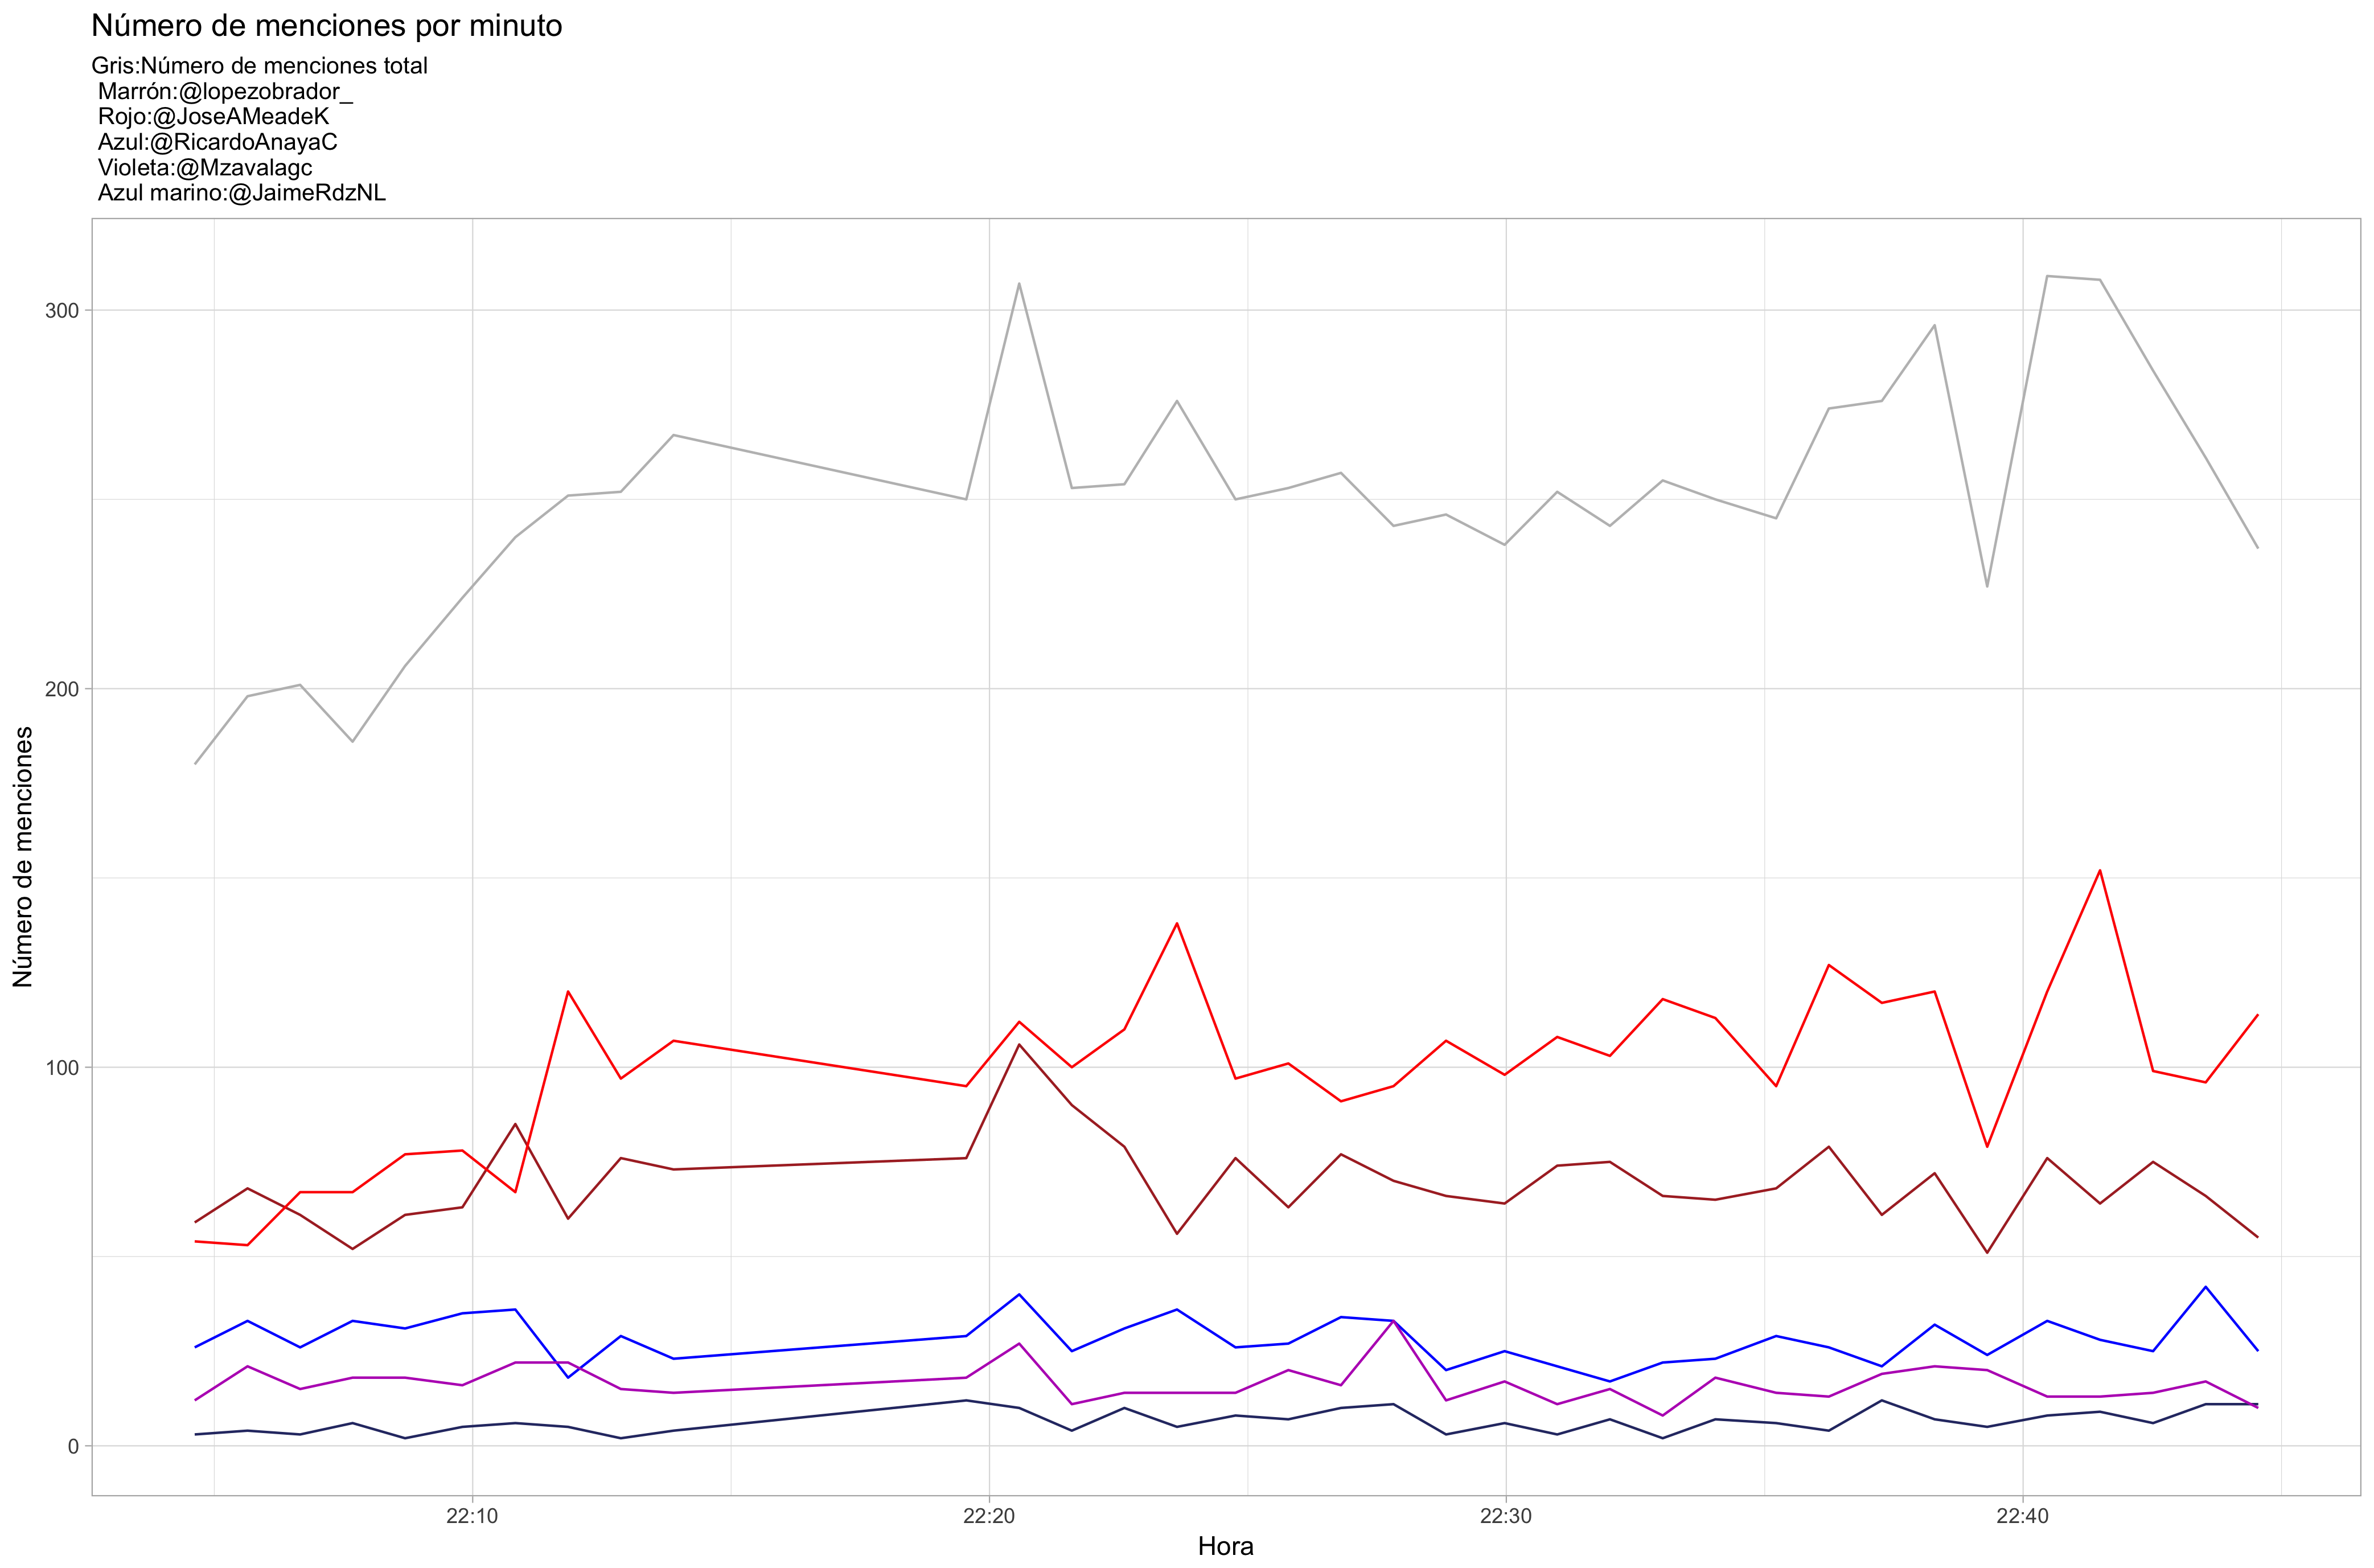 Número de menciones por minuto
Gris:Número de menciones total
Marrón:@lopezobrador_
Rojo:@JoseAMeadeK
Azul:@RicardoAnayaC
Violeta:@Mzavalagc
Azul marino:@JaimeRdzNL
Número de menciones
300
200
100
0
22:10
22:20
22:30
22:40
Hora